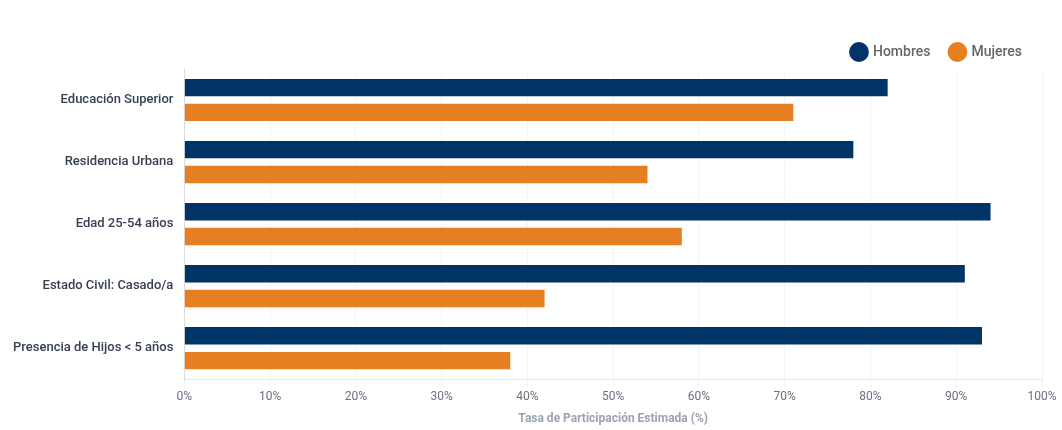 Hombres Mujeres
Educación Superior
Residencia Urbana
Edad 25-54 años
Estado Civil: Casado/a
Presencia de Hijos < 5 años
0% 10% 20% 30% 40% 50% 60% 70% 80% 90% 100%
Tasa de Participación Estimada (%)